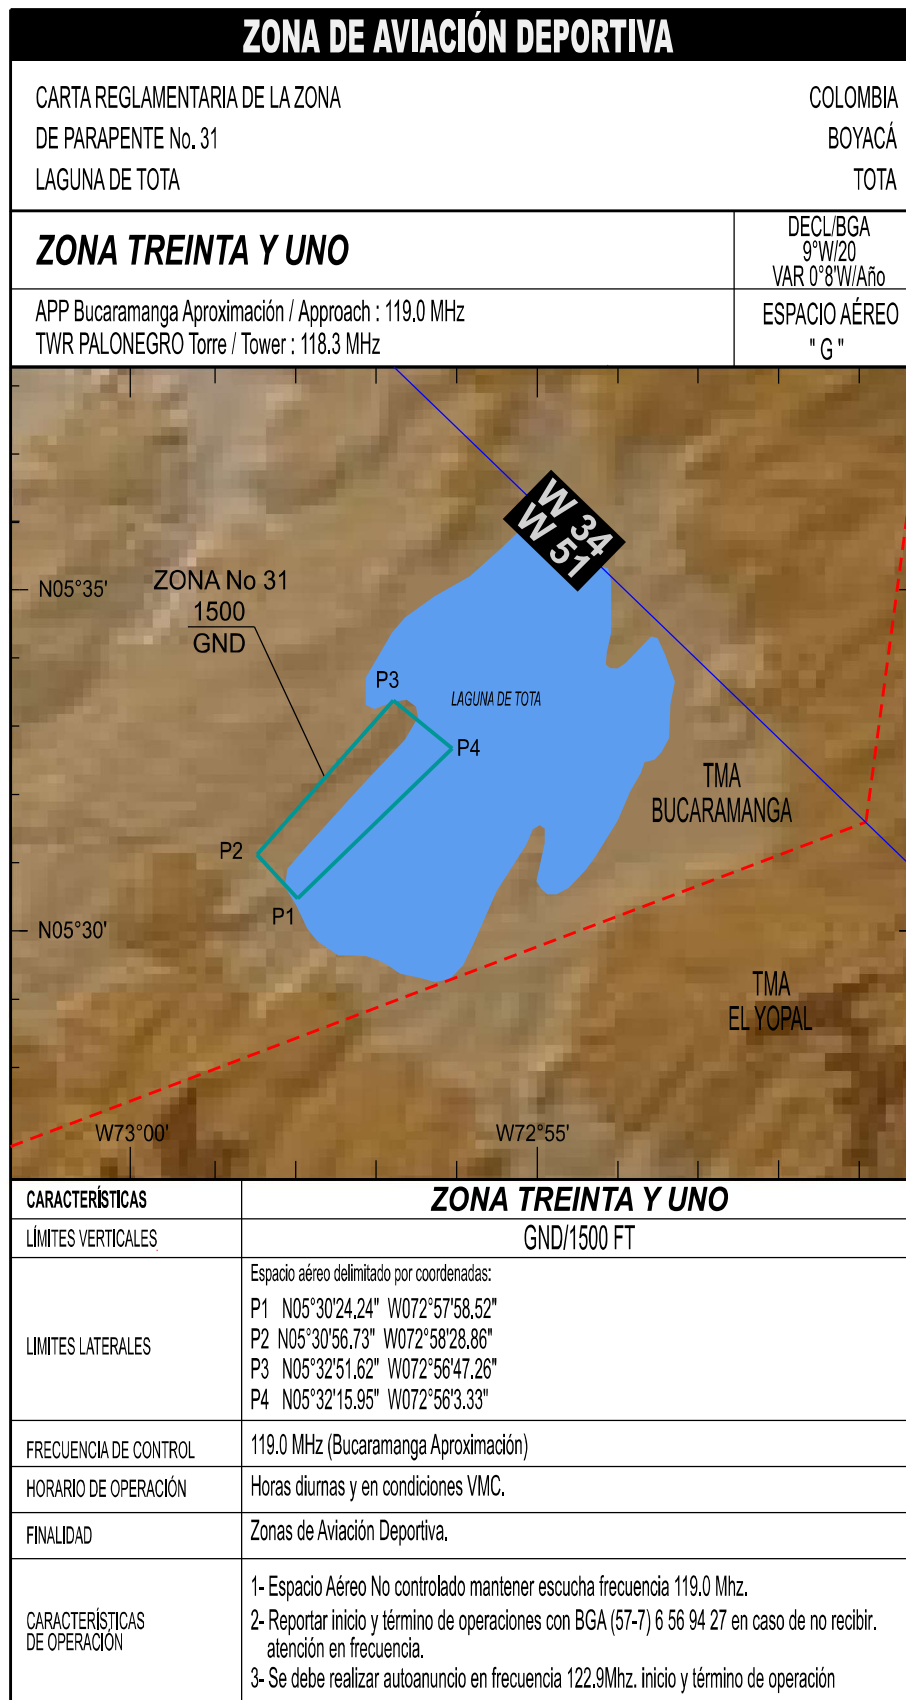 ZONA DE AVIACIÓN DEPORTIVA
CARTA REGLAMENTARIA DE LA ZONA
DE PARAPENTE No. 31
LAGUNA DE TOTA
COLOMBIA
BOYACÁ
TOTA
ZONA TREINTA Y UNO
DECL/BGA
9°W/20
VAR 0°8'W/Año
APP Bucaramanga Aproximación / Approach : 119.0 MHz
TWR PALONEGRO Torre / Tower : 118.3 MHz
ESPACIO AÉREO
" G "
W 34
W 51
N05°35'
ZONA No 31
1500
GND
P3
LAGUNA DE TOTA
P4
TMA
BUCARAMANGA
P2
P1
N05°30'
TMA
EL YOPAL
W73°00'
W72°55'
CARACTERÍSTICAS
ZONA TREINTA Y UNO
LÍMITES VERTICALES
GND/1500 FT
LIMITES LATERALES
Espacio aéreo delimitado por coordenadas:
P1 N05°30'24.24" W072°57'58.52"
P2 N05°30'56.73" W072°58'28.86"
P3 N05°32'51.62" W072°56'47.26"
P4 N05°32'15.95" W072°56'3.33"
FRECUENCIA DE CONTROL
119.0 MHz (Bucaramanga Aproximación)
HORARIO DE OPERACIÓN
Horas diurnas y en condiciones VMC.
FINALIDAD
Zonas de Aviación Deportiva.
CARACTERÍSTICAS
DE OPERACIÓN
1- Espacio Aéreo No controlado mantener escucha frecuencia 119.0 Mhz.
2- Reportar inicio y término de operaciones con BGA (57-7) 6 56 94 27 en caso de no recibir.
atención en frecuencia.
3- Se debe realizar autoanuncio en frecuencia 122.9Mhz. inicio y término de operación